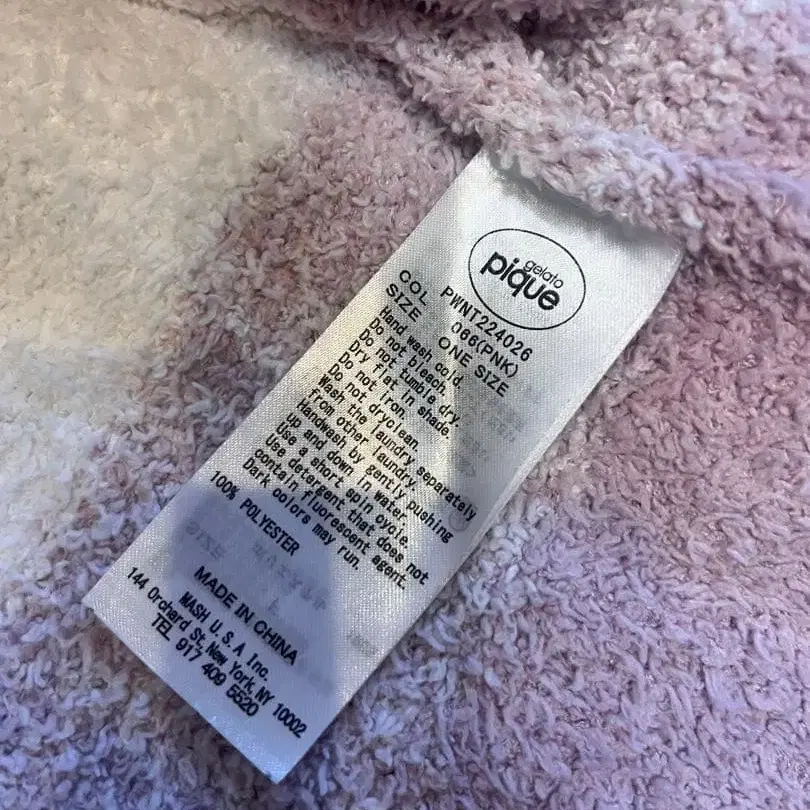 gelato
pique
PWNT224026
COL 066(PNK)
SIZE ONE SIZE
Hand wash cold.
Do not bleach.
Do not tumble dry.
Dry flat in shade.
Do not Iron.
Do not dryclean.
Wash the laundry separately
from other laundry.
Handwash by gently pushing
up and down in water.
Use a short spin cycle.
Use detergent that does not
contain fluorescent agent.
Dark colors may run.
100% POLYESTER
MADE IN CHINA
MASH U.S.A Inc.
144 Orchard St, New York, NY 10002
TEL 917 409 5520